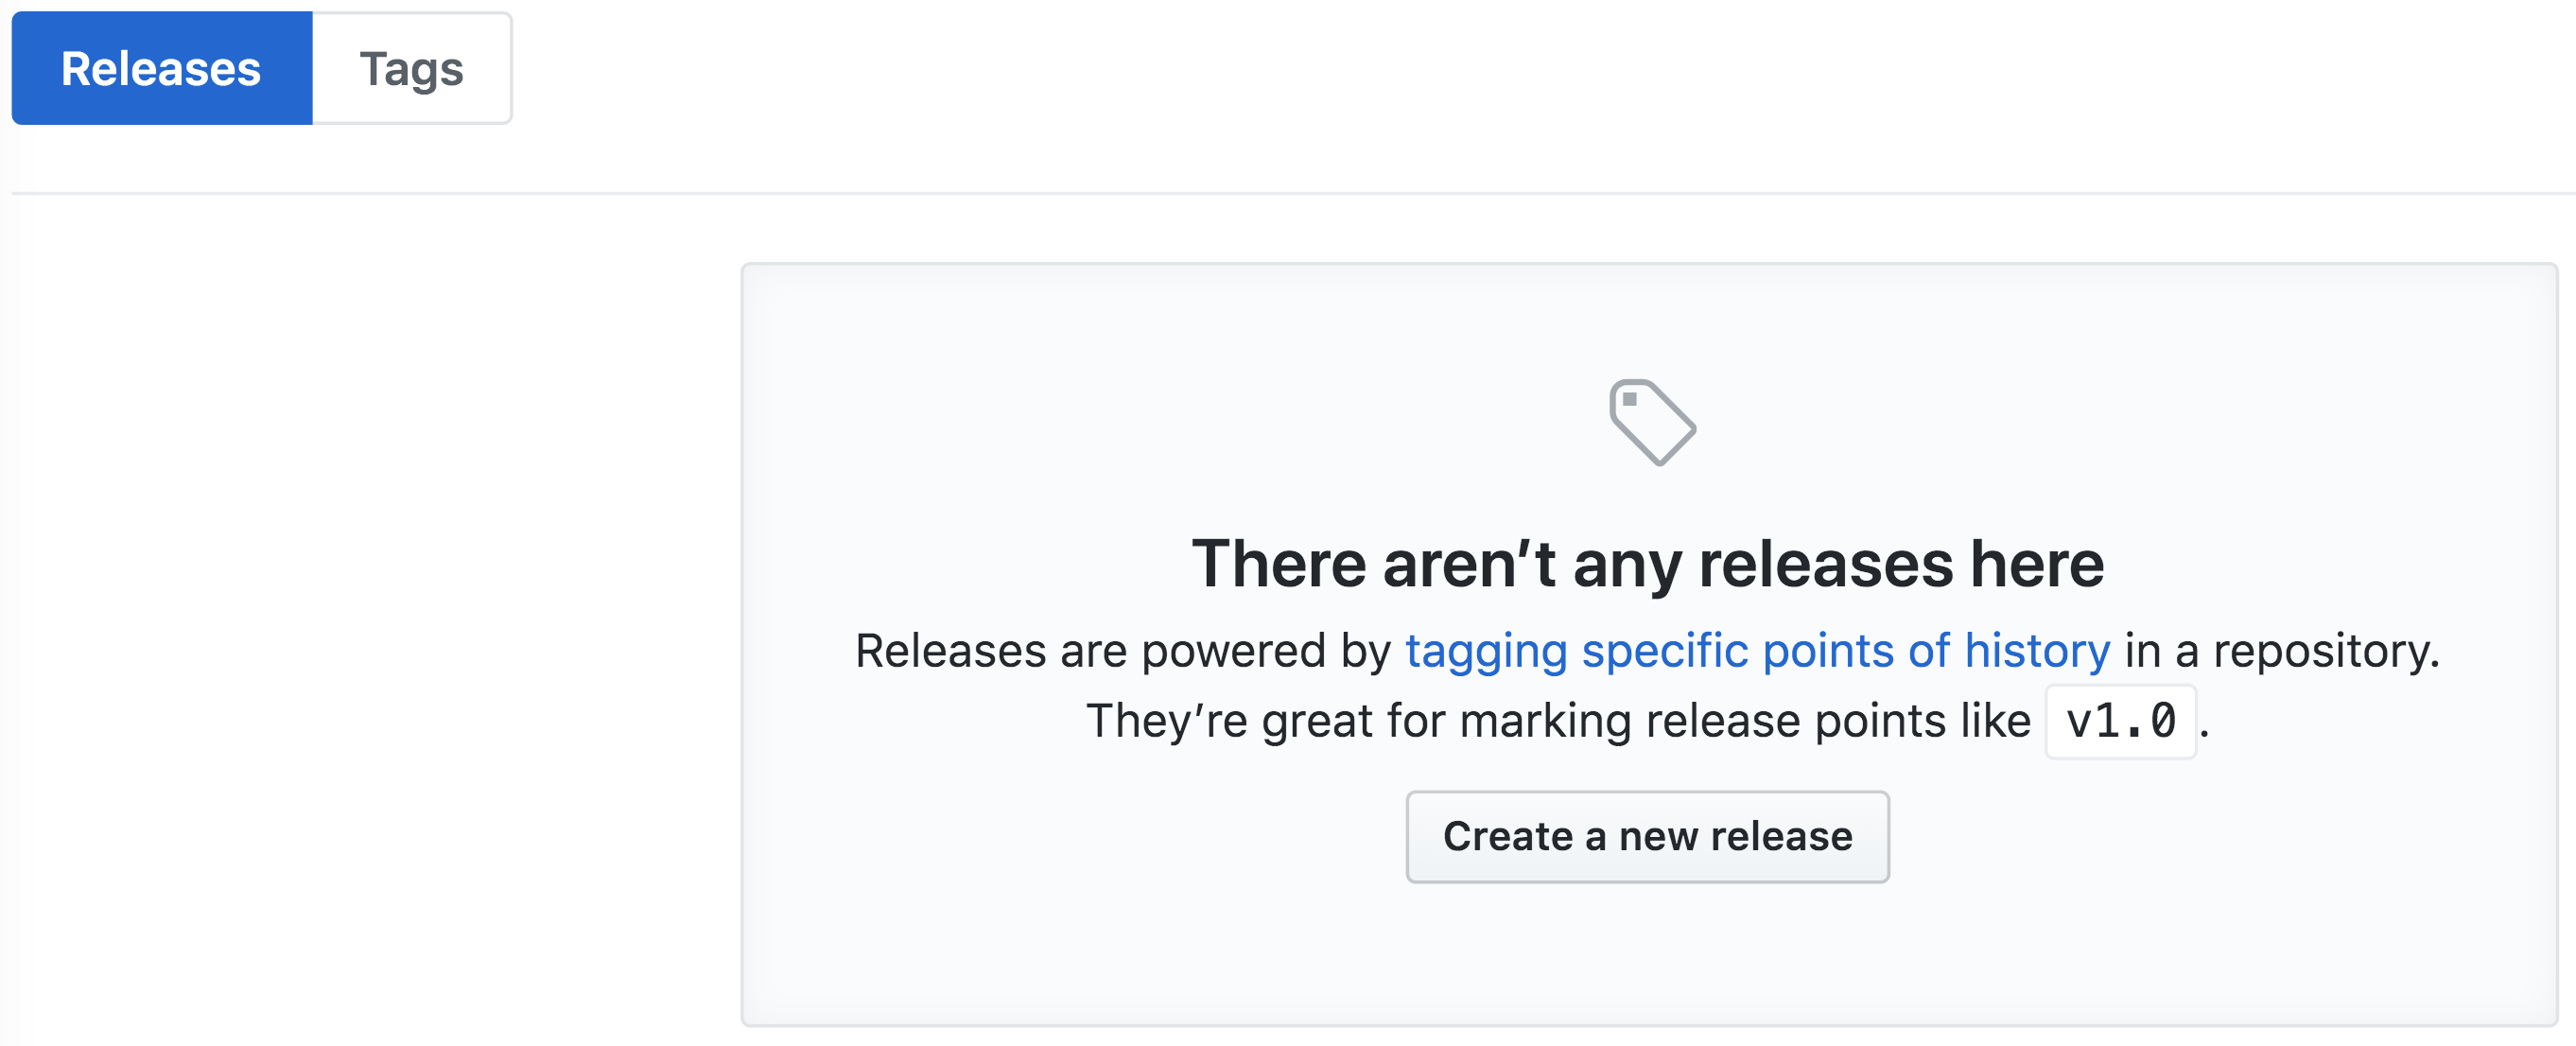 Releases Tags
There aren’t any releases here
Releases are powered by tagging specific points of history in a repository.
They’re great for marking release points like v1.0.
Create a new release